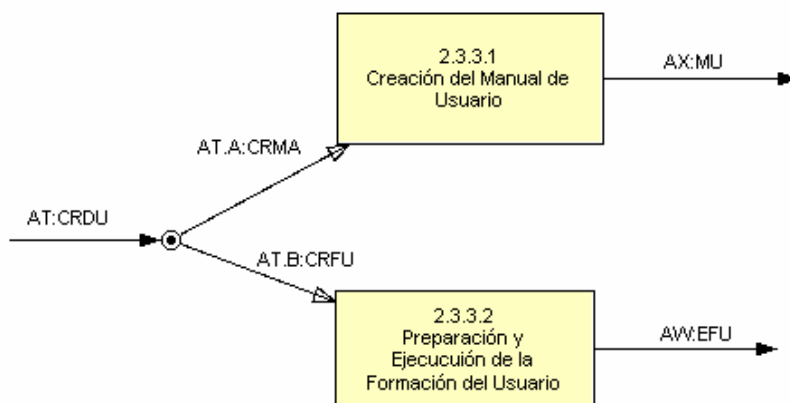 2.3.3.1
Creación del Manual de
Usuario
AX:MU
AT.A:CRMA
AT:CRDU
AT.B:CRFU
2.3.3.2
Preparación y
Ejecucuión de la
Formación del Usuario
AW:EFU